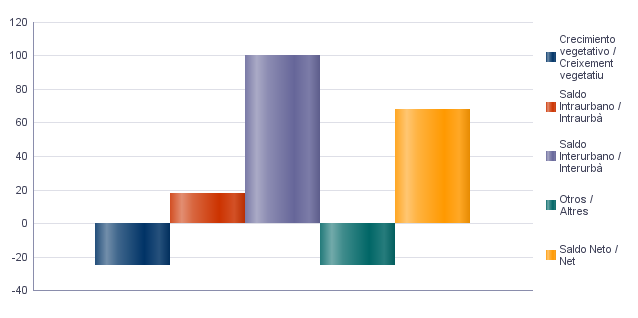 120
100
80
60
40
20
0
-20
-40
Crecimiento
vegetativo /
Creixement
vegetatiu
Saldo
Intraurbano /
Intraurbà
Saldo
Interurbano /
Interurbà
Otros /
Altres
Saldo Neto /
Net